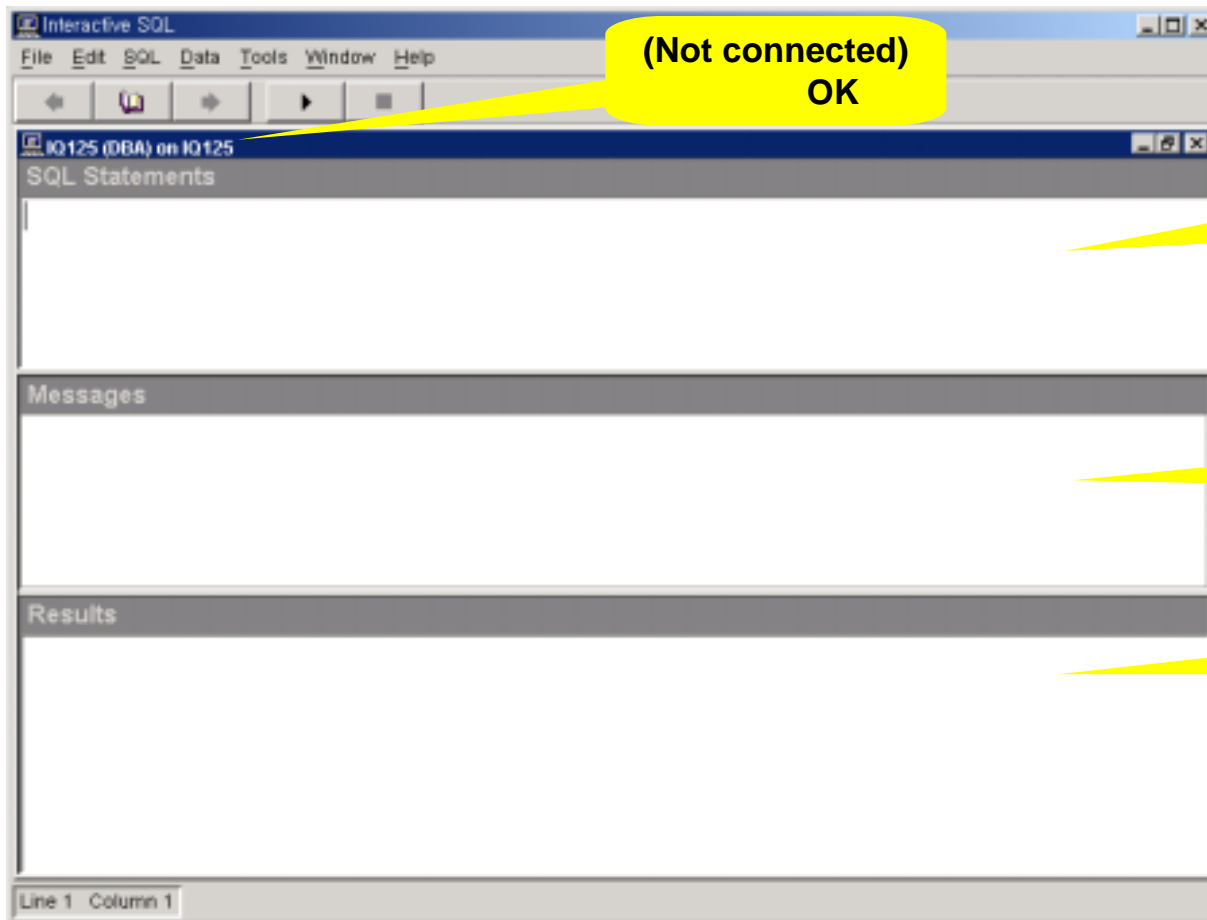 Interactive SQL
File Edit SQL Data Tools Window Help
(Not connected)
OK
IQ125 (DBA) on IQ125
SQL Statements
Messages
Results
Line 1 Column 1